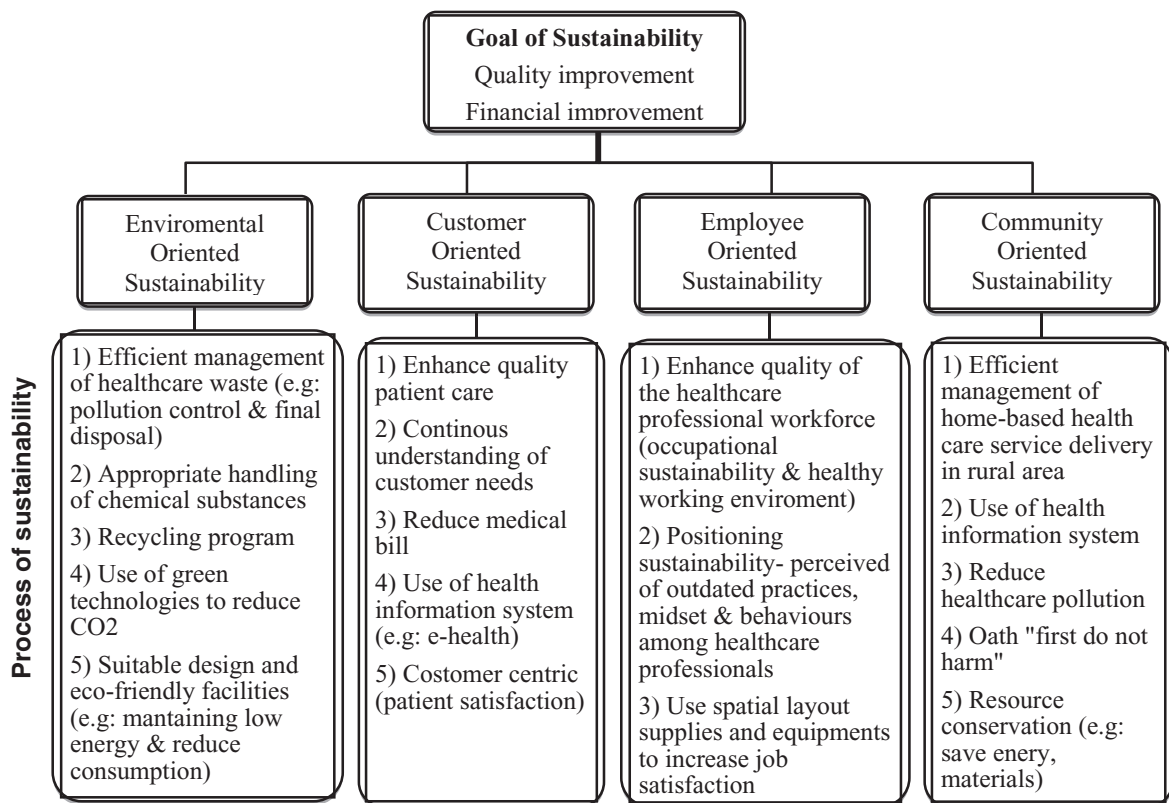 Goal of Sustainability
Quality improvement
Financial improvement
Enviromental
Oriented
Sustainability
Customer
Oriented
Sustainability
Employee
Oriented
Sustainability
Community
Oriented
Sustainability
Process of sustainability
1) Efficient management
of healthcare waste (e.g:
pollution control & final
disposal)
2) Appropriate handling
of chemical substances
3) Recycling program
4) Use of green
technologies to reduce
CO2
5) Suitable design and
eco-friendly facilities
(e.g: mantaining low
energy & reduce
consumption)
1) Enhance quality
patient care
2) Continous
understanding of
customer needs
3) Reduce medical
bill
4) Use of health
information system
(e.g: e-health)
5) Costomer centric
(patient satisfaction)
1) Enhance quality of
the healthcare
professional workforce
(occupational
sustainability & healthy
working enviroment)
2) Positioning
sustainability- perceived
of outdated practices,
midset & behaviours
among healthcare
professionals
3) Use spatial layout
supplies and equipments
to increase job
satisfaction
1) Efficient
management of
home-based health
care service delivery
in rural area
2) Use of health
information system
3) Reduce
healthcare pollution
4) Oath "first do not
harm"
5) Resource
conservation (e.g:
save enery,
materials)